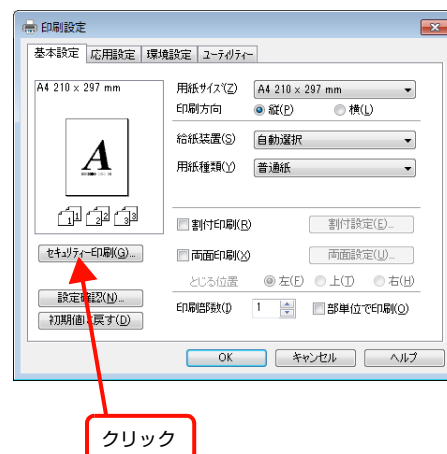 印刷設定
基本設定 応用設定 環境設定 ユーティリティー
A4 210 x 297 mm
A
1 1 2 2 3 3
セキュリティー印刷(G)...
設定確認(N)...
初期値に戻す(D)
用紙サイズ(Z) A4 210 x 297 mm
印刷方向 縦(P) 横(L)
給紙装置(S) 自動選択
用紙種類(Y) 普通紙
割付印刷(R) 割付設定(E)...
両面印刷(X) 両面設定(U)...
とじる位置 左(F) 上(T) 右(H)
印刷部数(I) 1 部単位で印刷(O)
OK キャンセル ヘルプ
クリック